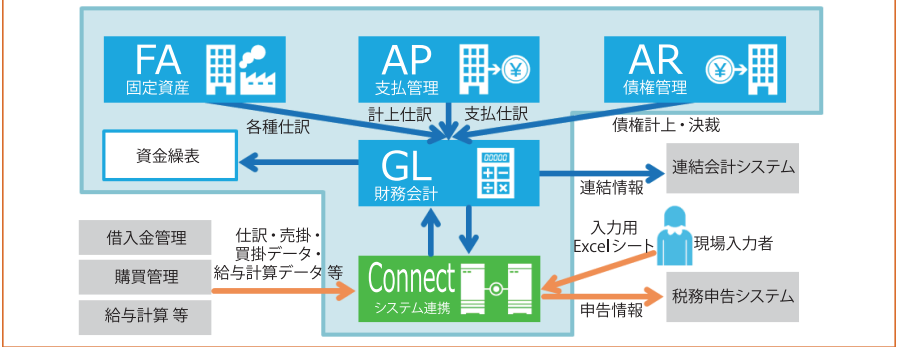 FA
固定資産
AP
支払管理
AR
債権管理
各種仕訳
計上仕訳
支払仕訳
債権計上・決裁
資金繰表
GL
財務会計
00000
連結情報
連結会計システム
借入金管理
購買管理
給与計算 等
仕訳・売掛・
買掛データ・
給与計算データ 等
Connect
システム連携
入力用
Excelシート
現場入力者
申告情報
税務申告システム